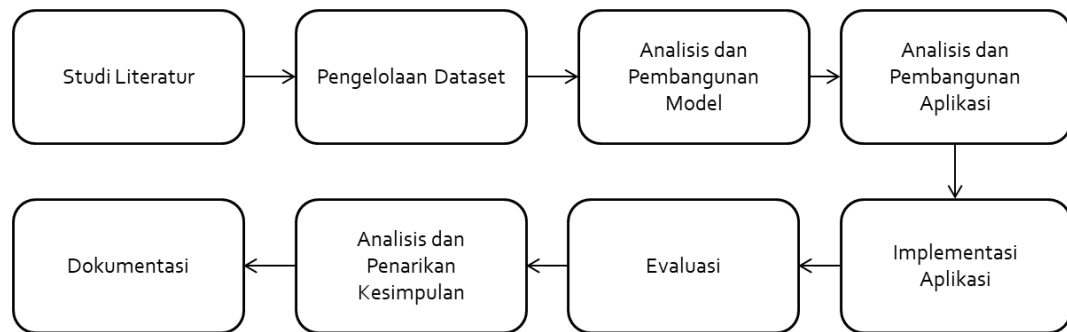 Studi Literatur
Pengelolaan Dataset
Analisis dan
Pembangunan
Model
Analisis dan
Pembangunan
Aplikasi
Implementasi
Aplikasi
Evaluasi
Analisis dan
Penarikan
Kesimpulan
Dokumentasi